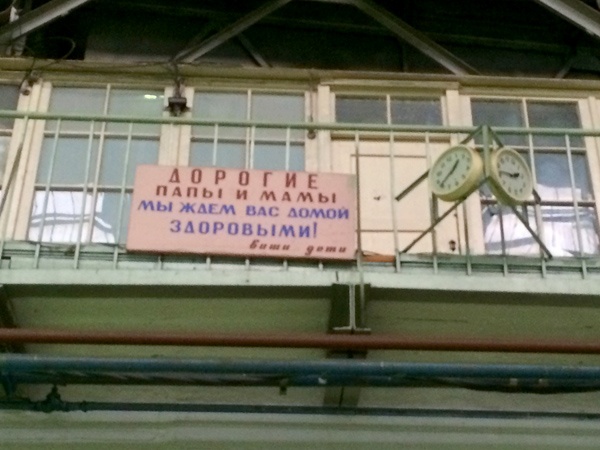 ДОРОГИЕ
ПАПЫ И МАМЫ
МЫ ЖДЕМ ВАС ДОМОЙ
ЗДОРОВЫМИ!
ваши дети